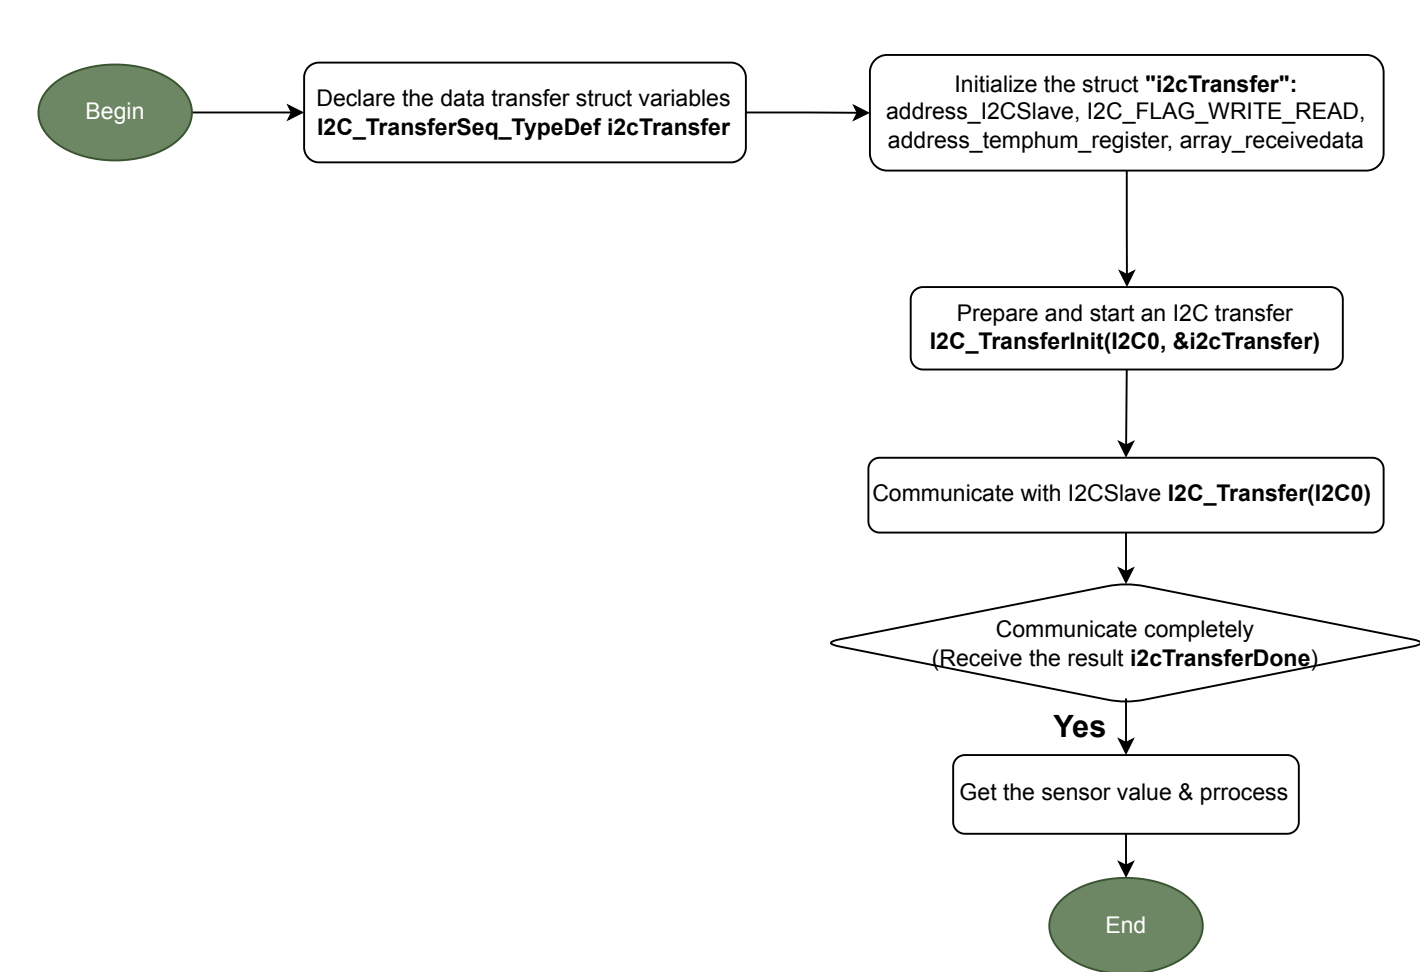 Begin
Declare the data transfer struct variables
I2C_TransferSeq_TypeDef i2cTransfer
Initialize the struct "i2cTransfer":
address_I2CSlave, I2C_FLAG_WRITE_READ,
address_temphum_register, array_receivedata
Prepare and start an I2C transfer
I2C_TransferInit(I2C0, &i2cTransfer)
Communicate with I2CSlave I2C_Transfer(I2C0)
Communicate completely
(Receive the result i2cTransferDone)
Yes
Get the sensor value & prrocess
End